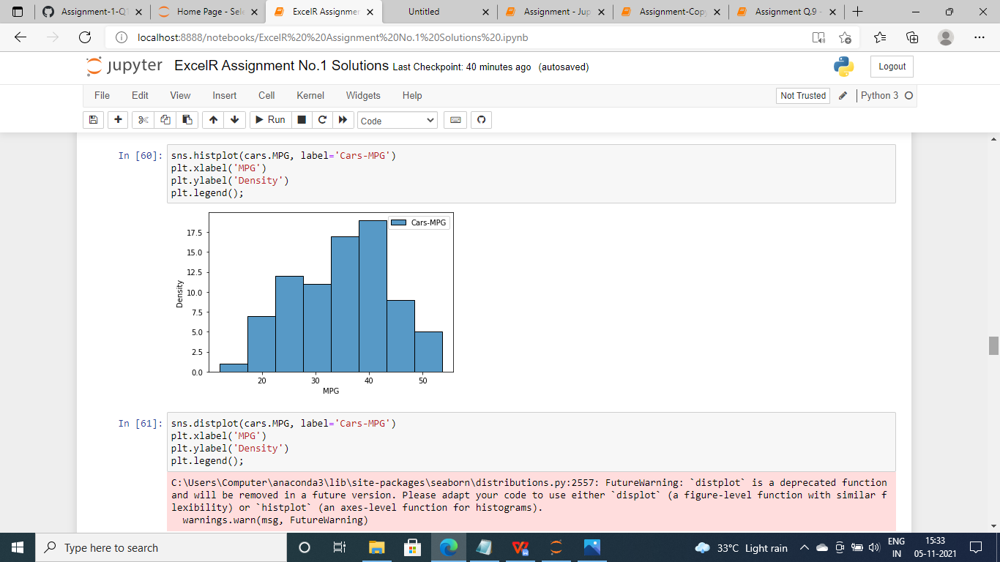 Assignment-1-Q1
Home Page - Sele
ExcelR Assignmen
Untitled
Assignment - Jup
Assignment-Copy
Assignment Q.9 -
localhost:8888/notebooks/ExcelR%20%20Assignment%20No.1%20Solutions%20.ipynb
jupyter ExcelR Assignment No.1 Solutions Last Checkpoint: 40 minutes ago (autosaved)
Logout
File Edit View Insert Cell Kernel Widgets Help
Not Trusted
Python 3
Run
Code
In [60]: sns.histplot(cars.MPG, label='Cars-MPG')
plt.xlabel('MPG')
plt.ylabel('Density')
plt.legend();
Cars-MPG
17.5
15.0
12.5
10.0
7.5
5.0
2.5
0.0
Density
20 30 40 50
MPG
In [61]: sns.distplot(cars.MPG, label='Cars-MPG')
plt.xlabel('MPG')
plt.ylabel('Density')
plt.legend();
C:\Users\Computer\anaconda3\lib\site-packages\seaborn\distributions.py:2557: FutureWarning: `distplot` is a deprecated function
and will be removed in a future version. Please adapt your code to use either `displot` (a figure-level function with similar f
lexibility) or `histplot` (an axes-level function for histograms).
warnings.warn(msg, FutureWarning)
Type here to search
33°C Light rain
ENG
IN
15:33
05-11-2021